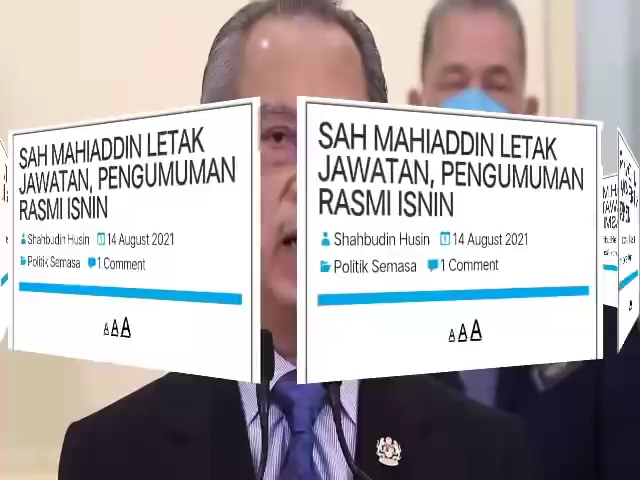 SAH MAHIADDIN LETAK
JAWATAN, PENGUMUMAN
RASMI ISNIN
Shahbudin Husin 14 August 2021
Politik Semasa 1 Comment
A A A
SAH MAHIADDIN LETAK
JAWATAN, PENGUMUMAN
RASMI ISNIN
Shahbudin Husin 14 August 2021
Politik Semasa 1 Comment
A A A